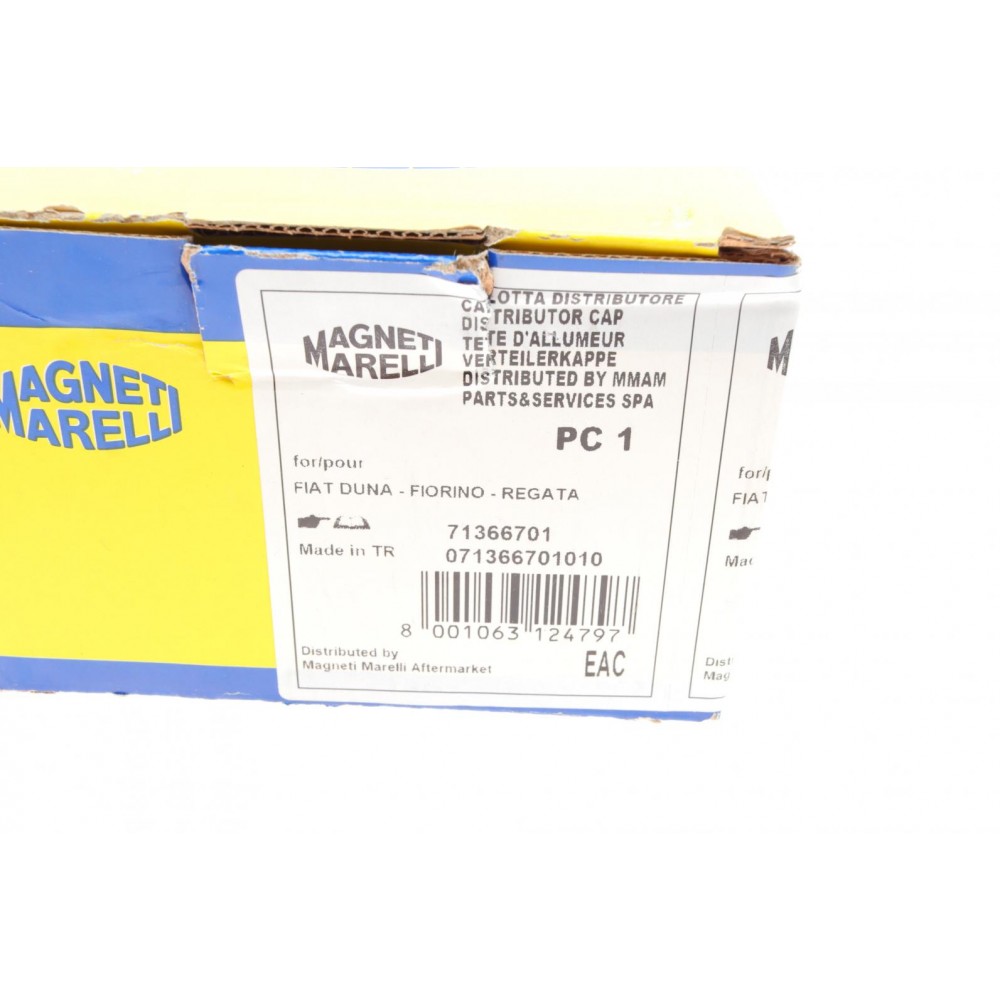 MAGNETI
MARELLI
MAGNETI
MARELLI
CALOTTA DISTRIBUTORE
DISTRIBUTOR CAP
TETE D'ALLUMEUR
VERTEILERKAPPE
DISTRIBUTED BY MMAM
PARTS&SERVICES SPA
PC 1
for/pour
FIAT DUNA - FIORINO - REGATA
71366701
Made in TR
071366701010
8 001063 124797
Distributed by
Magneti Marelli Aftermarket
EAC
M
for/p
FIAT
Mac
Dist
Mag